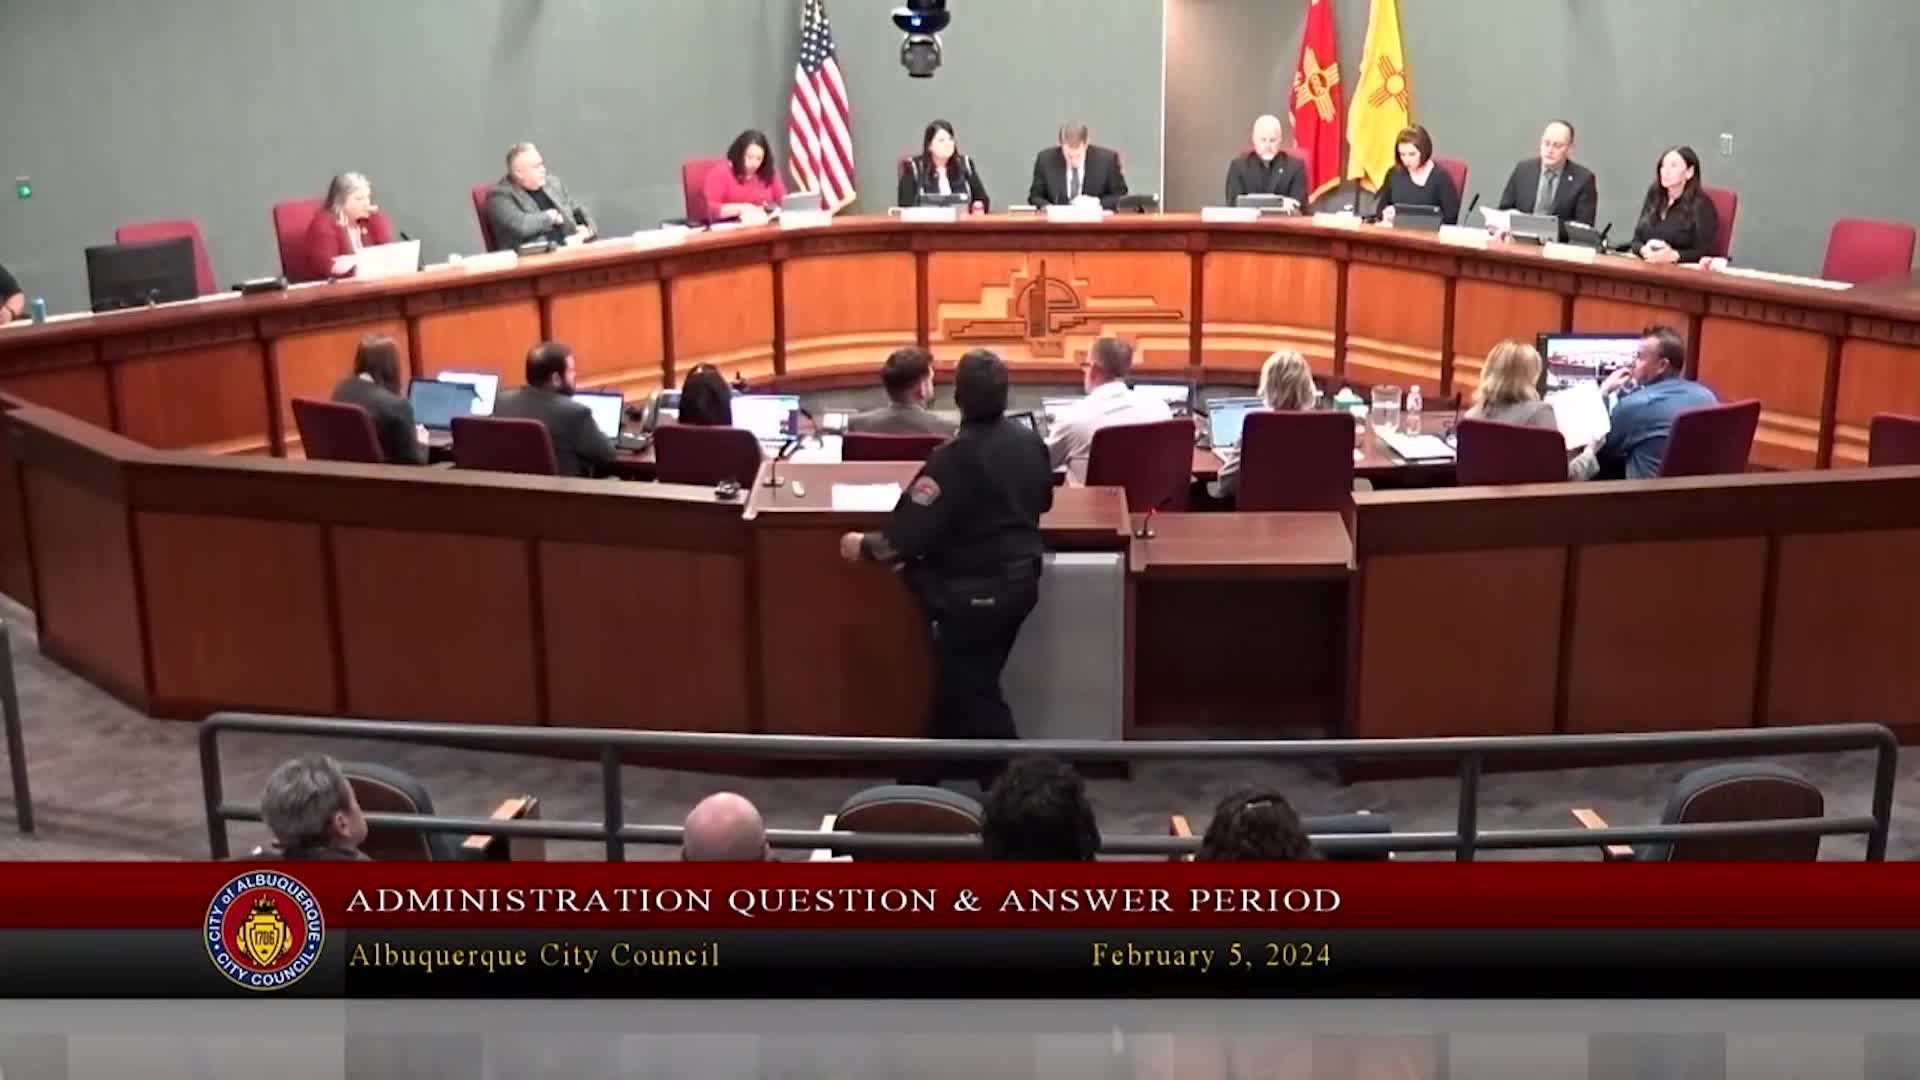 ADMINISTRATION QUESTION & ANSWER PERIOD
Albuquerque City Council
February 5, 2024
CITY of ALBUQUERQUE
1706
CITY COUNCIL